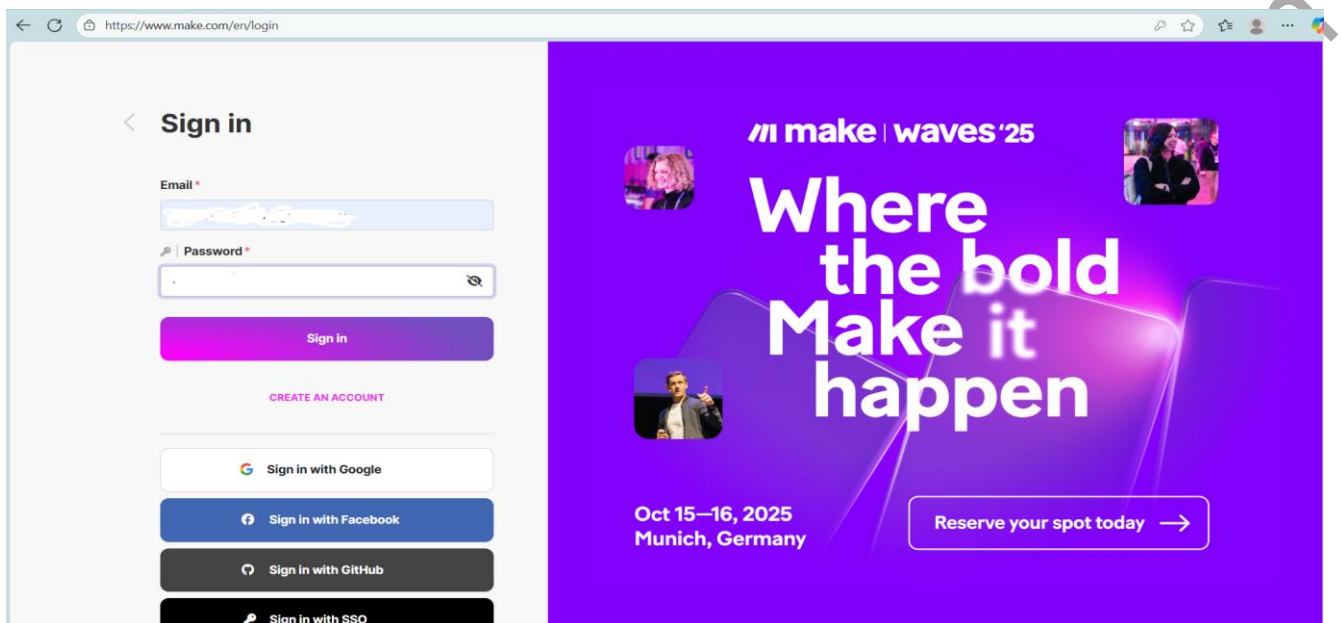 https://www.make.com/en/login
Sign in
Email *
Password *
Sign in
CREATE AN ACCOUNT
Sign in with Google
Sign in with Facebook
Sign in with GitHub
Sign in with SSO
make | waves '25
Where
the bold
Make it
happen
Oct 15—16, 2025
Munich, Germany
Reserve your spot today